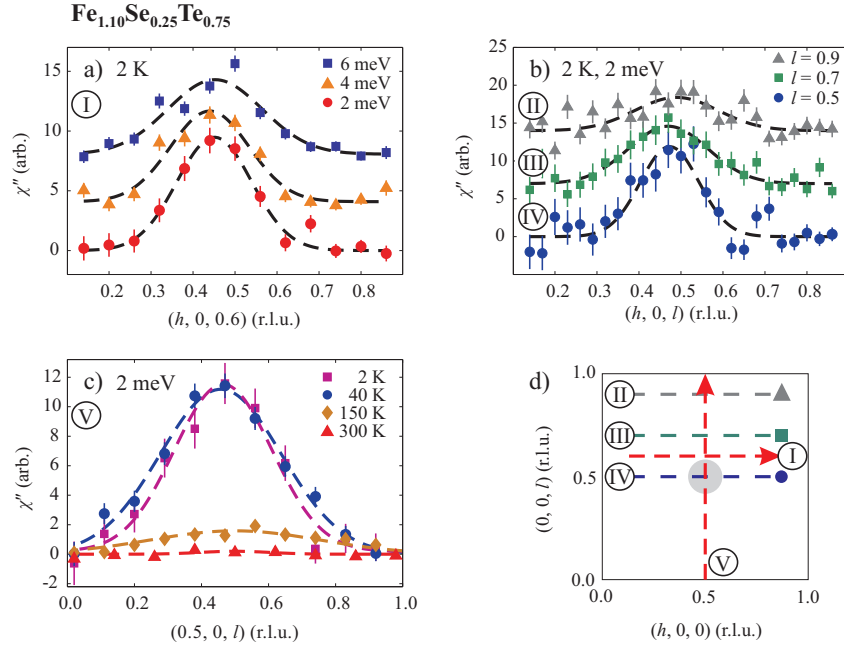 Fe1.10Se0.25Te0.75
a) 2 K
I
6 meV
4 meV
2 meV
15
10
5
0
χ″ (arb.)
0.2 0.3 0.4 0.5 0.6 0.7 0.8
(h, 0, 0.6) (r.l.u.)
b) 2 K, 2 meV
l = 0.9
l = 0.7
l = 0.5
II
III
IV
25
20
15
10
5
0
-5
χ″ (arb.)
0.2 0.3 0.4 0.5 0.6 0.7 0.8
(h, 0, l) (r.l.u.)
c) 2 meV
V
2 K
40 K
150 K
300 K
12
10
8
6
4
2
0
-2
χ″ (arb.)
0.0 0.2 0.4 0.6 0.8 1.0
(0.5, 0, l) (r.l.u.)
d)
1.0
0.5
0.0
(0, 0, l) (r.l.u.)
II
III
I
IV
V
0.0 0.5 1.0
(h, 0, 0) (r.l.u.)